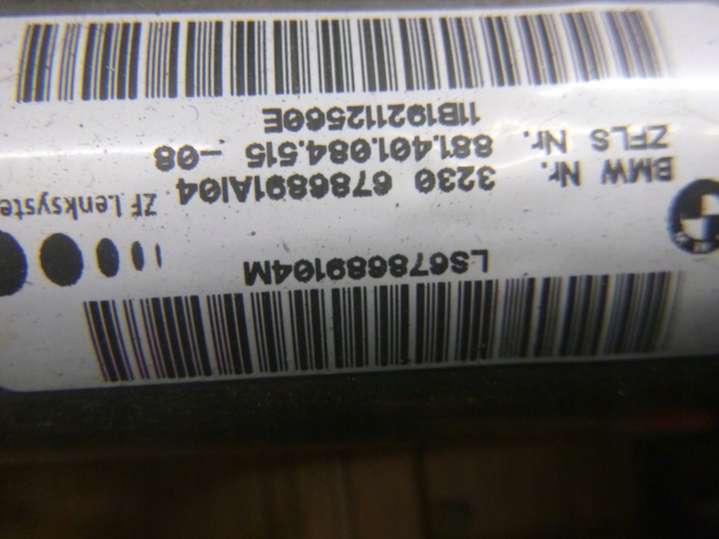 LS678689104M
BMW Nr. 3230 6786891AI04 ZF Lenksyste
ZFLS Nr. 881.401.084.515 -08
11B192112560E